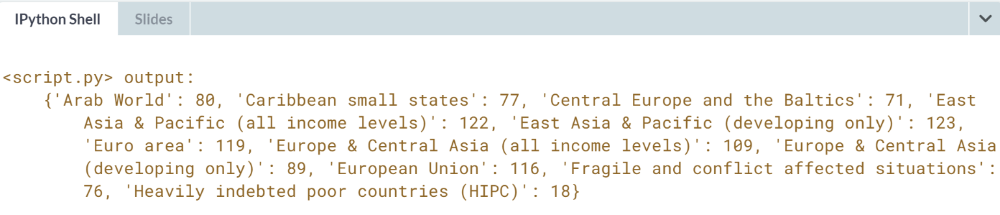 IPython Shell Slides
<script.py> output:
{'Arab World': 80, 'Caribbean small states': 77, 'Central Europe and the Baltics': 71, 'East
Asia & Pacific (all income levels)': 122, 'East Asia & Pacific (developing only)': 123,
'Euro area': 119, 'Europe & Central Asia (all income levels)': 109, 'Europe & Central Asia
(developing only)': 89, 'European Union': 116, 'Fragile and conflict affected situations':
76, 'Heavily indebted poor countries (HIPC)': 18}